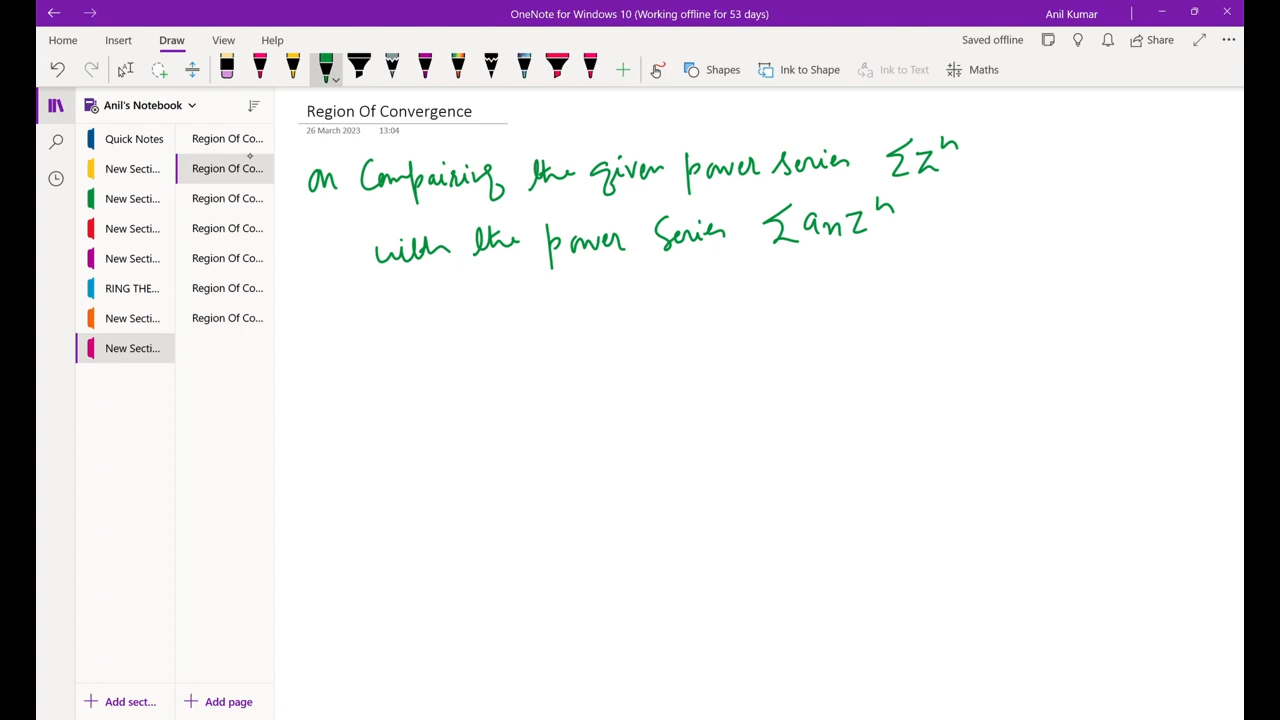 OneNote for Windows 10 (Working offline for 53 days)
Anil Kumar
Home Insert Draw View Help
Saved offline
Share
Shapes
Ink to Shape
Ink to Text
Maths
Anil's Notebook
Quick Notes
New Secti...
New Secti...
New Secti...
New Secti...
RING THE...
New Secti...
New Secti...
Add sect...
Region Of Co...
Region Of Co...
Region Of Co...
Region Of Co...
Region Of Co...
Region Of Co...
Region Of Co...
Add page
Region Of Convergence
26 March 2023 13:04
on Compairing the given power series Σzⁿ
with the power Series Σanzⁿ